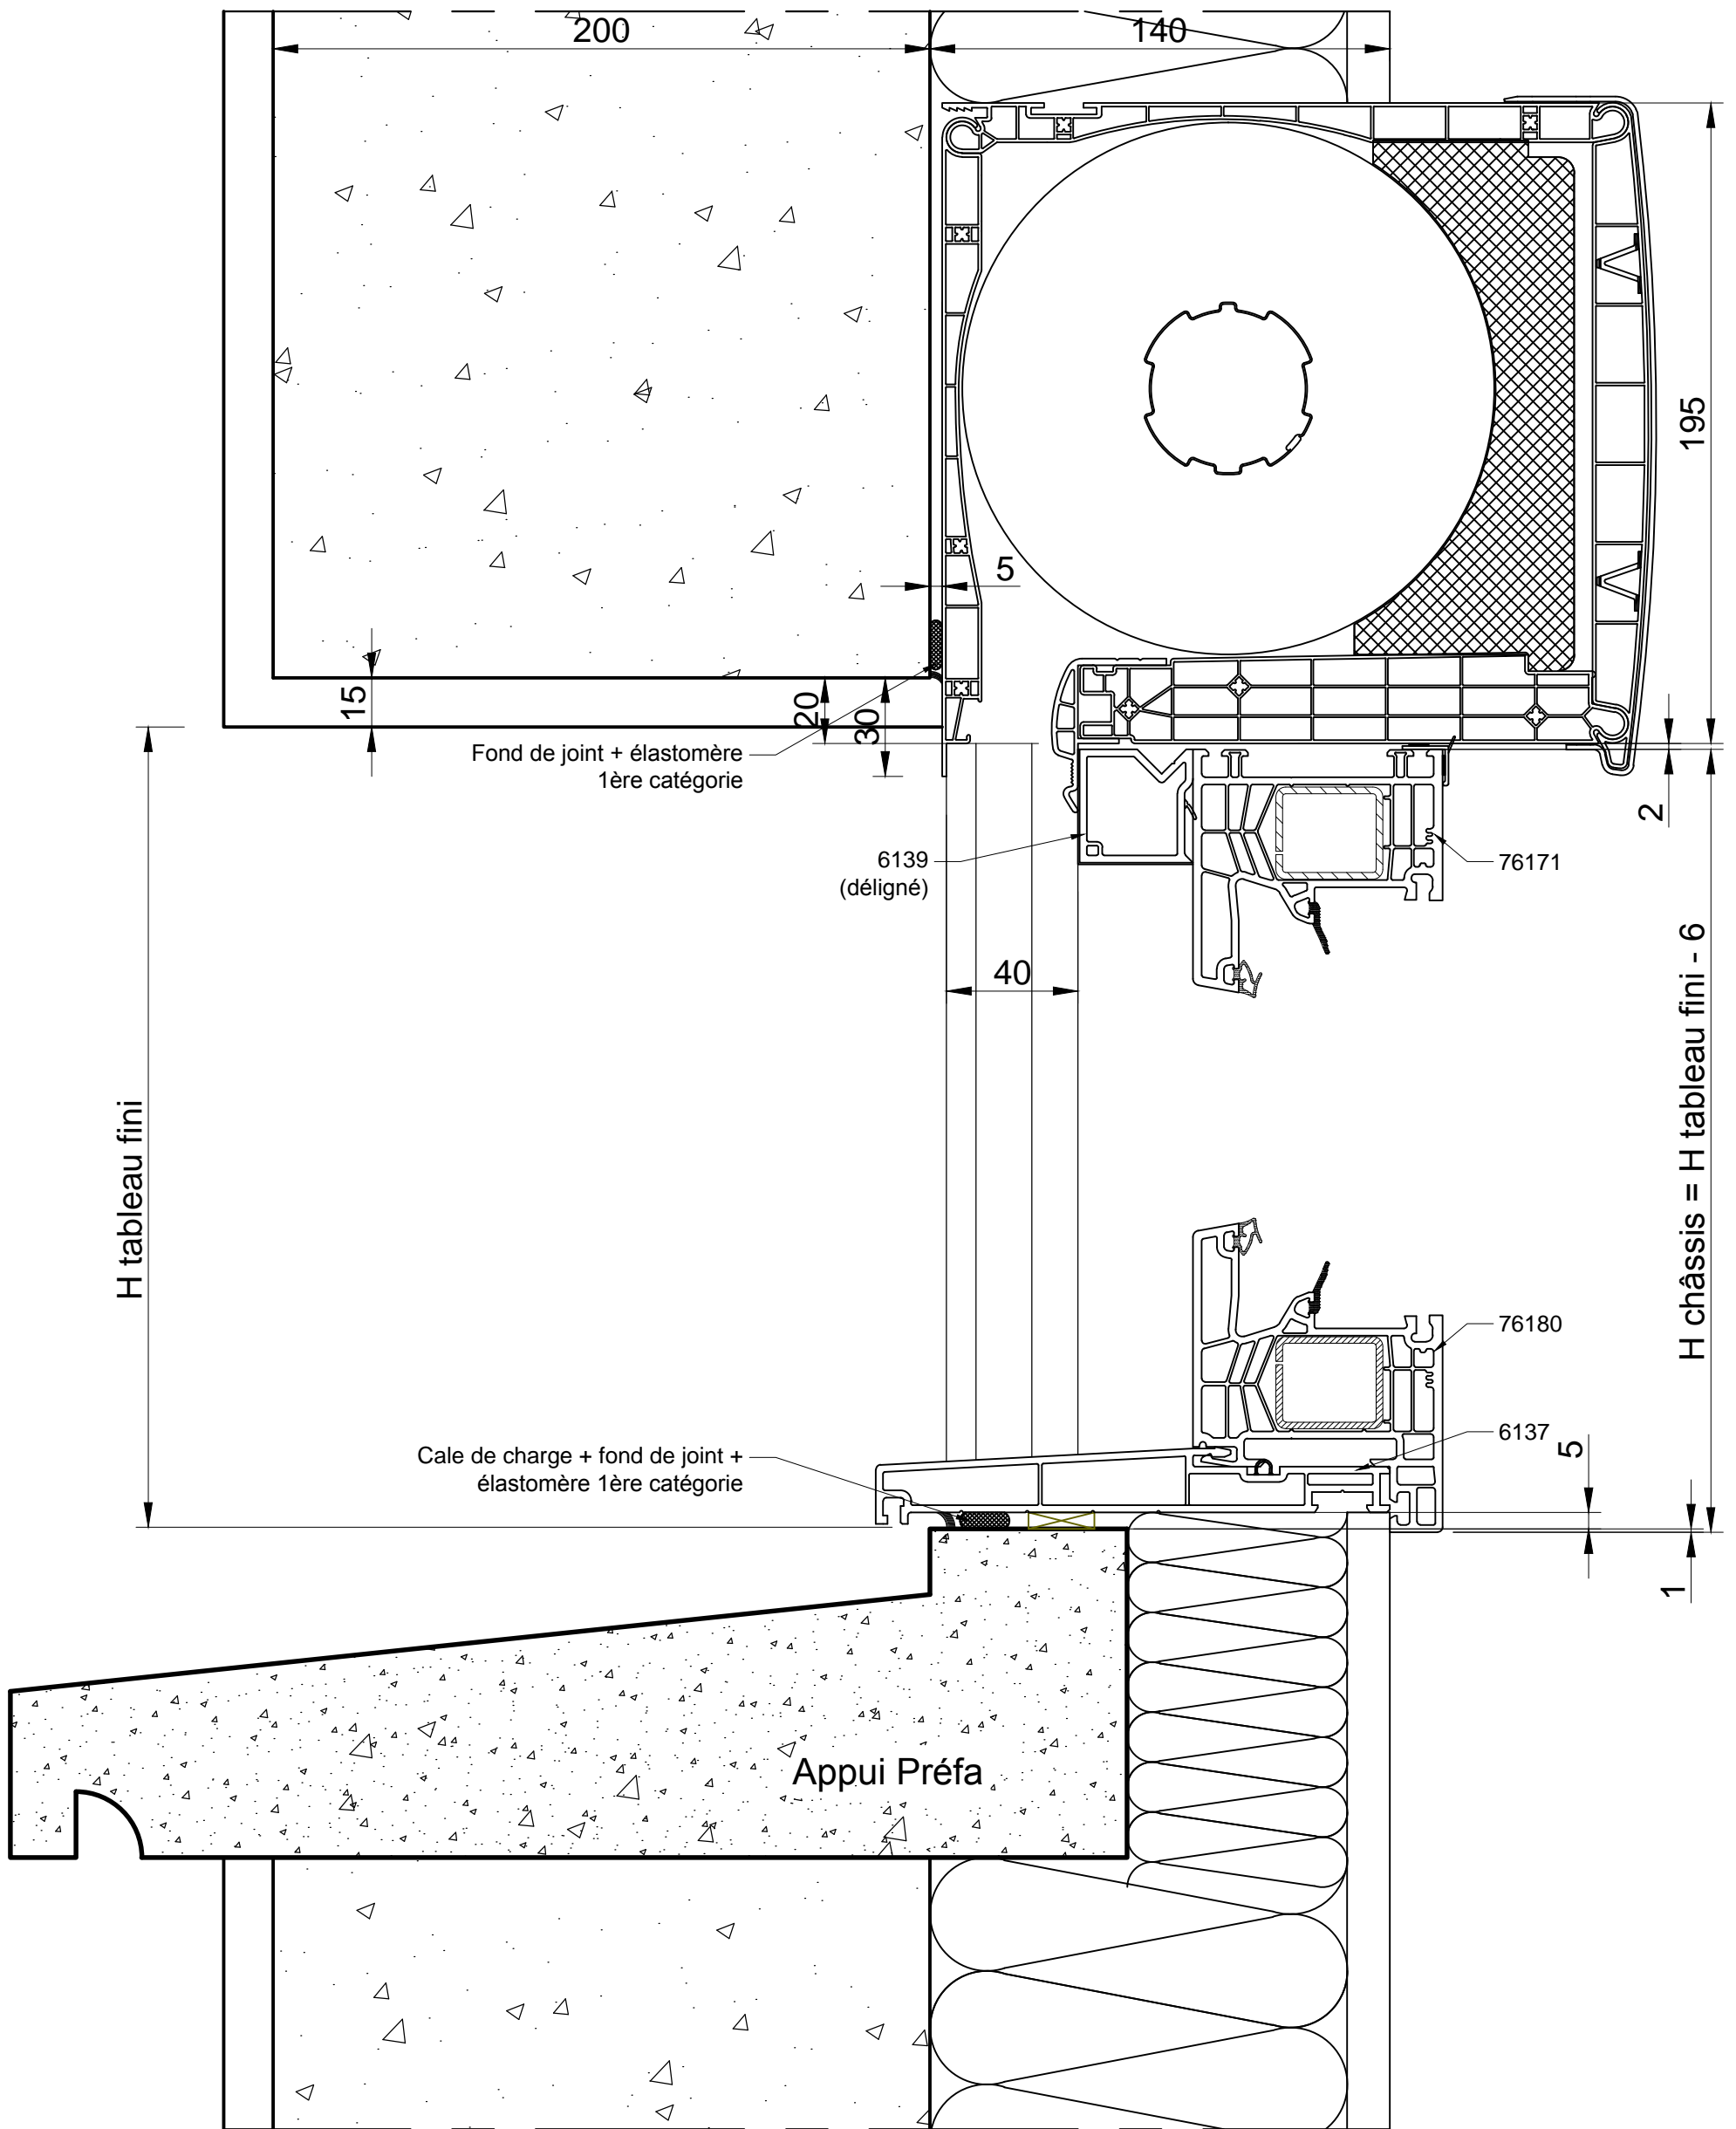 200
140
195
5
15
20
30
Fond de joint + élastomère
1ère catégorie
2
6139
(déligné)
76171
40
H tableau fini
H châssis = H tableau fini - 6
76180
6137
Cale de charge + fond de joint +
élastomère 1ère catégorie
5
1
Appui Préfa